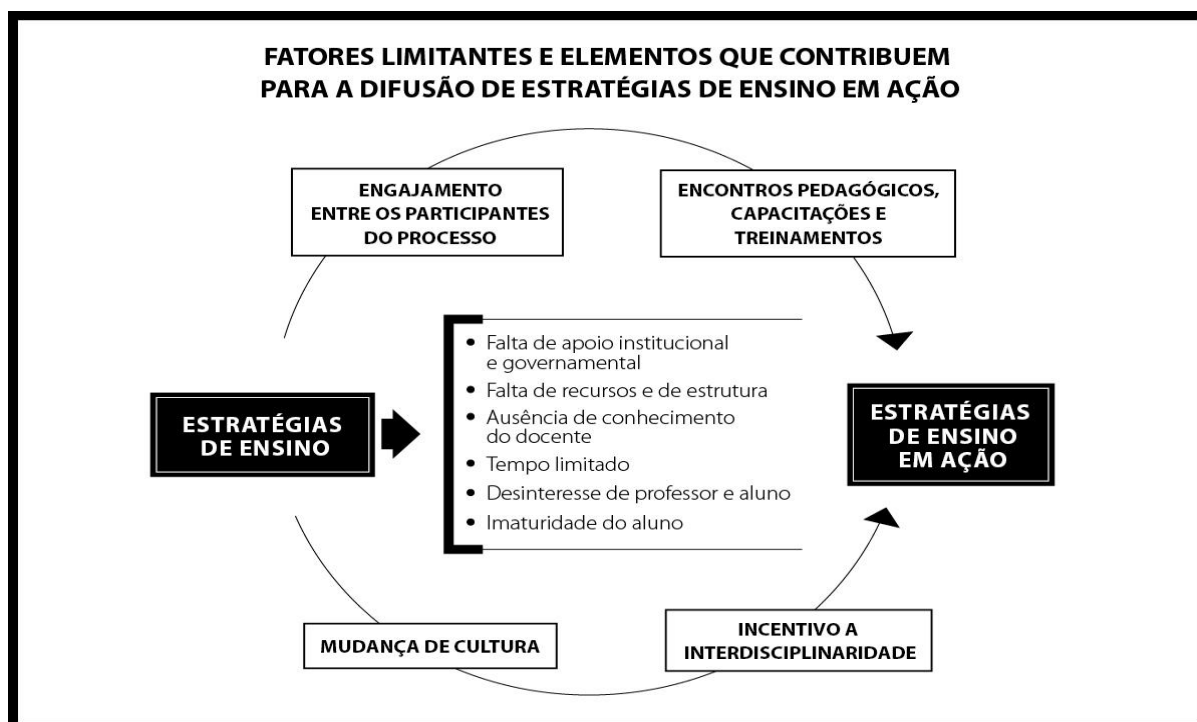 FATORES LIMITANTES E ELEMENTOS QUE CONTRIBUEM
PARA A DIFUSÃO DE ESTRATÉGIAS DE ENSINO EM AÇÃO
ENGAJAMENTO
ENTRE OS PARTICIPANTES
DO PROCESSO
ENCONTROS PEDAGÓGICOS,
CAPACITAÇÕES E
TREINAMENTOS
ESTRATÉGIAS
DE ENSINO
• Falta de apoio institucional
e governamental
• Falta de recursos e de estrutura
• Ausência de conhecimento
do docente
• Tempo limitado
• Desinteresse de professor e aluno
• Imaturidade do aluno
ESTRATÉGIAS
DE ENSINO
EM AÇÃO
MUDANÇA DE CULTURA
INCENTIVO A
INTERDISCIPLINARIDADE